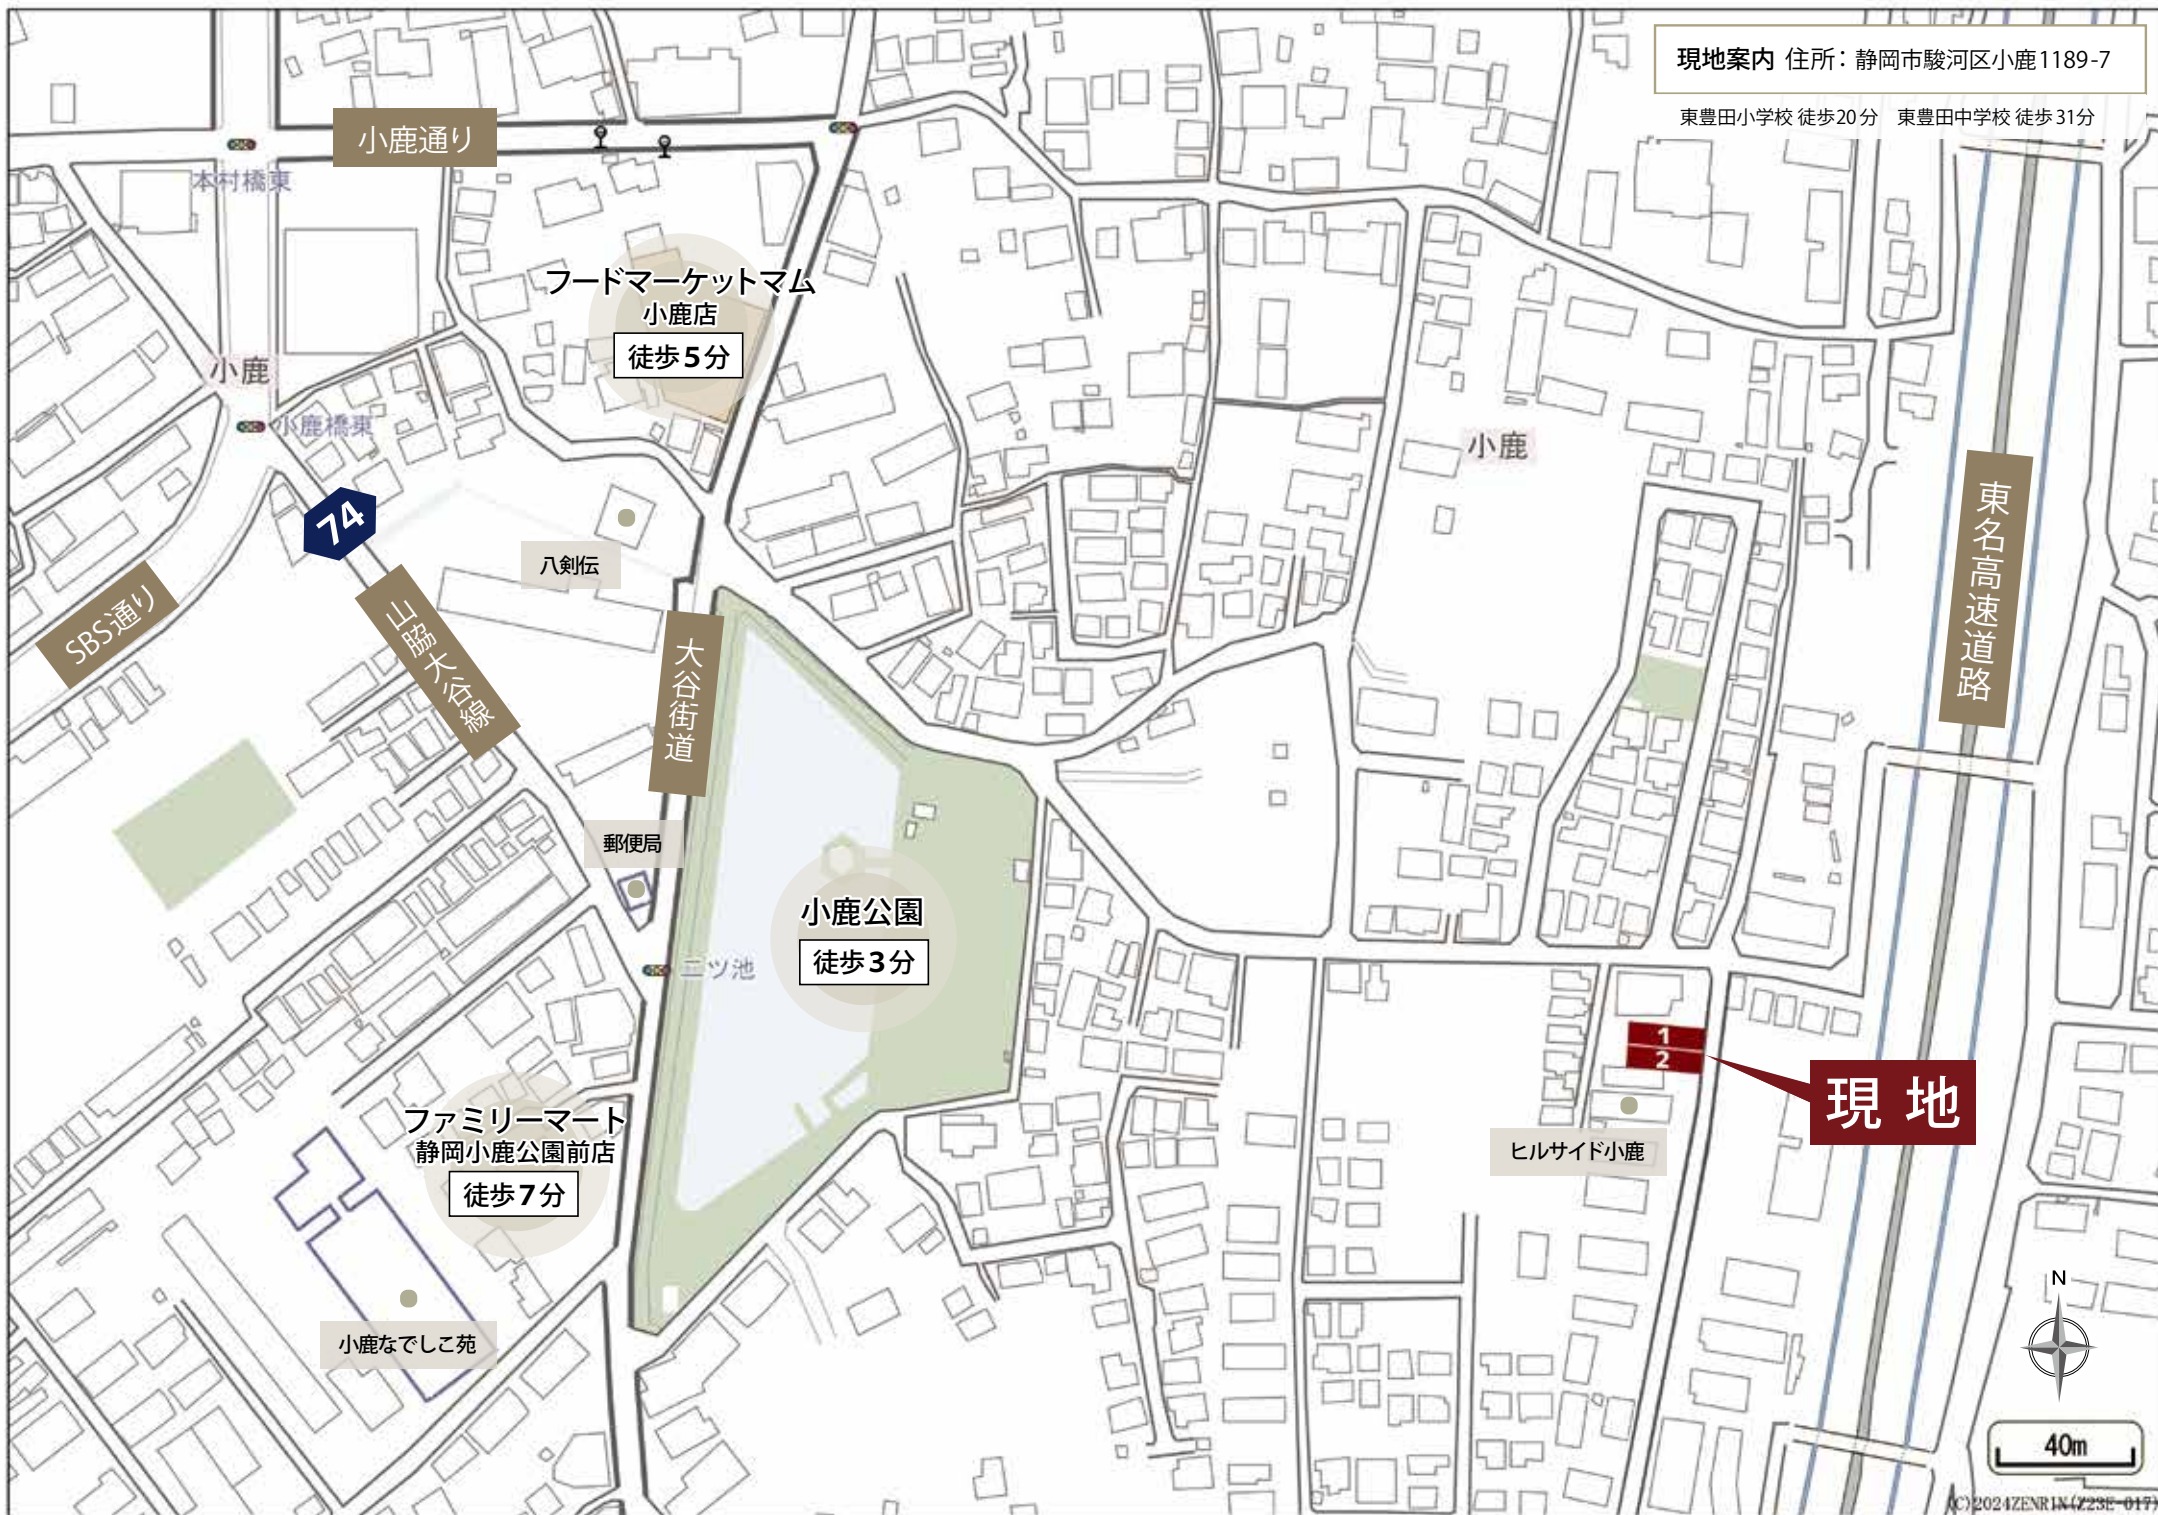 現地案内 住所：静岡市駿河区小鹿1189-7
東豊田小学校 徒歩20分 東豊田中学校 徒歩31分
小鹿通り
本村橋東
フードマーケットマム
小鹿店
徒歩5分
小鹿
小鹿橋東
小鹿
74
東名高速道路
八剣伝
SBS通り
山脇大谷線
大谷街道
郵便局
小鹿公園
徒歩3分
二ツ池
1
2
現地
ファミリーマート
静岡小鹿公園前店
徒歩7分
ヒルサイド小鹿
小鹿なでしこ苑
N
40m
(C)2024ZENRIN(Z23E-017)